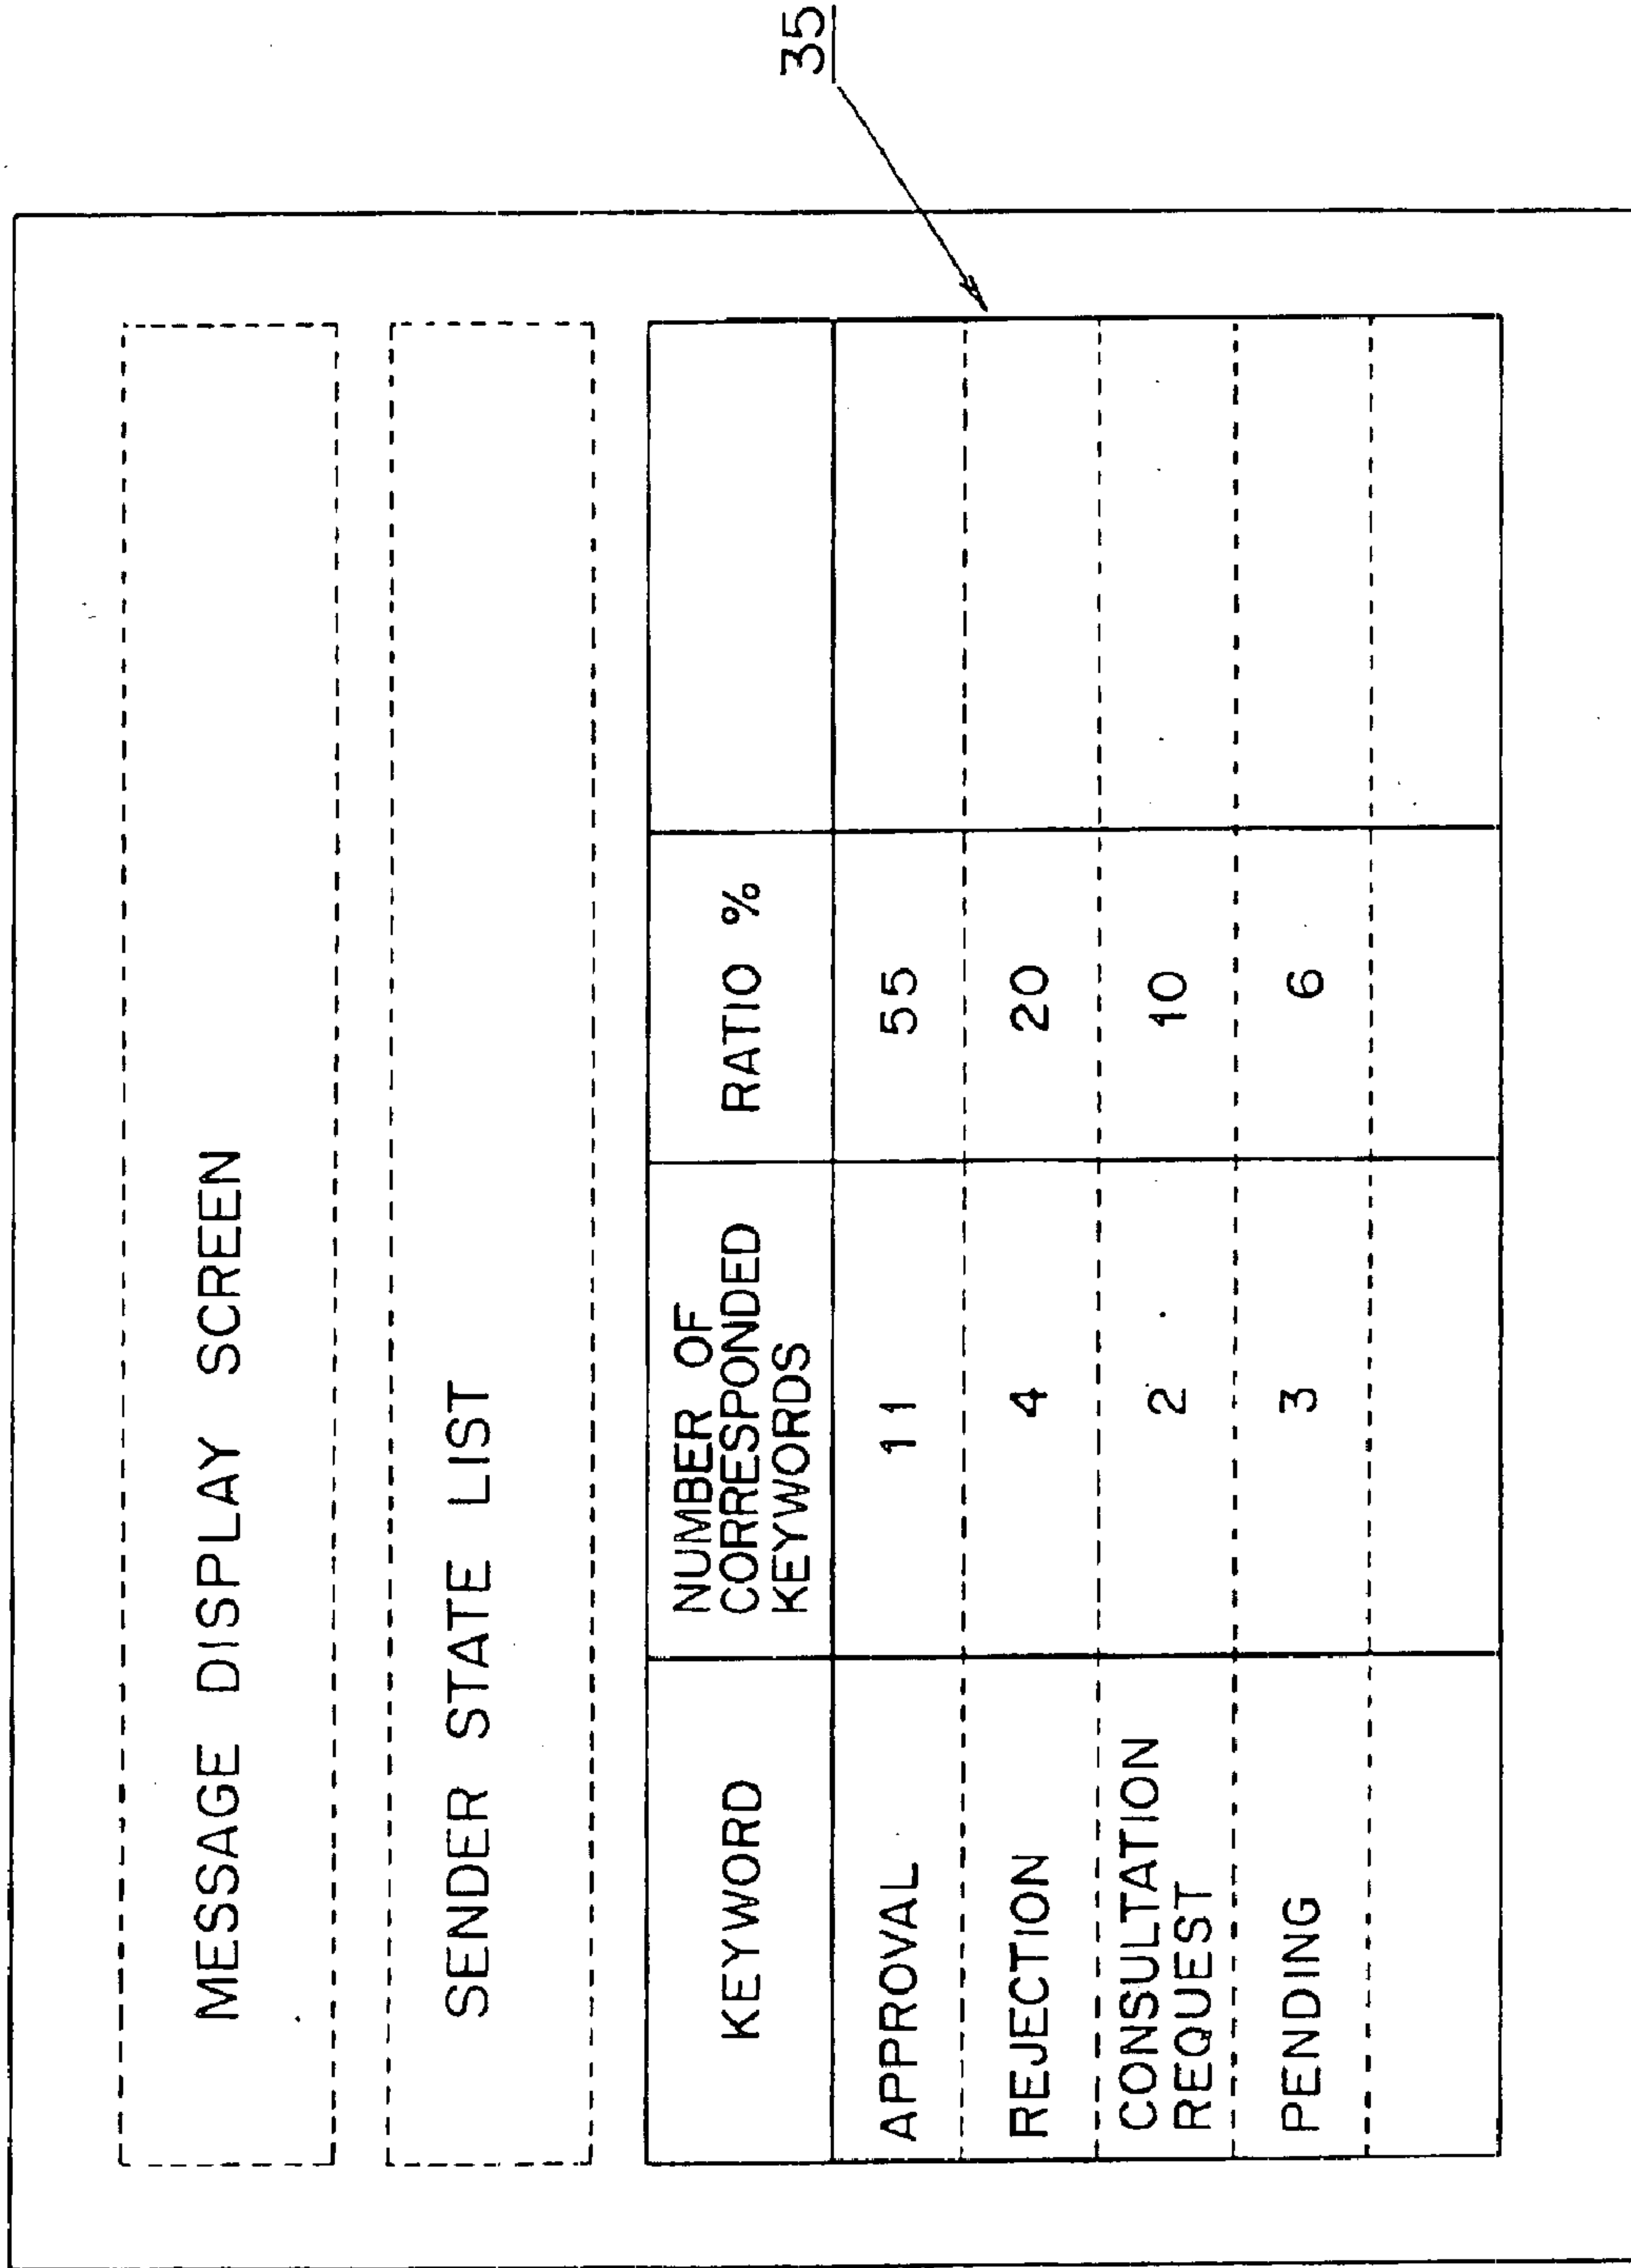 35
MESSAGE DISPLAY SCREEN
SENDER STATE LIST
KEYWORD
NUMBER OF
CORRESPONDED
KEYWORDS
RATIO %
APPROVAL 11 55
REJECTION 4 20
CONSULTATION
REQUEST
2 10
PENDING 3 6